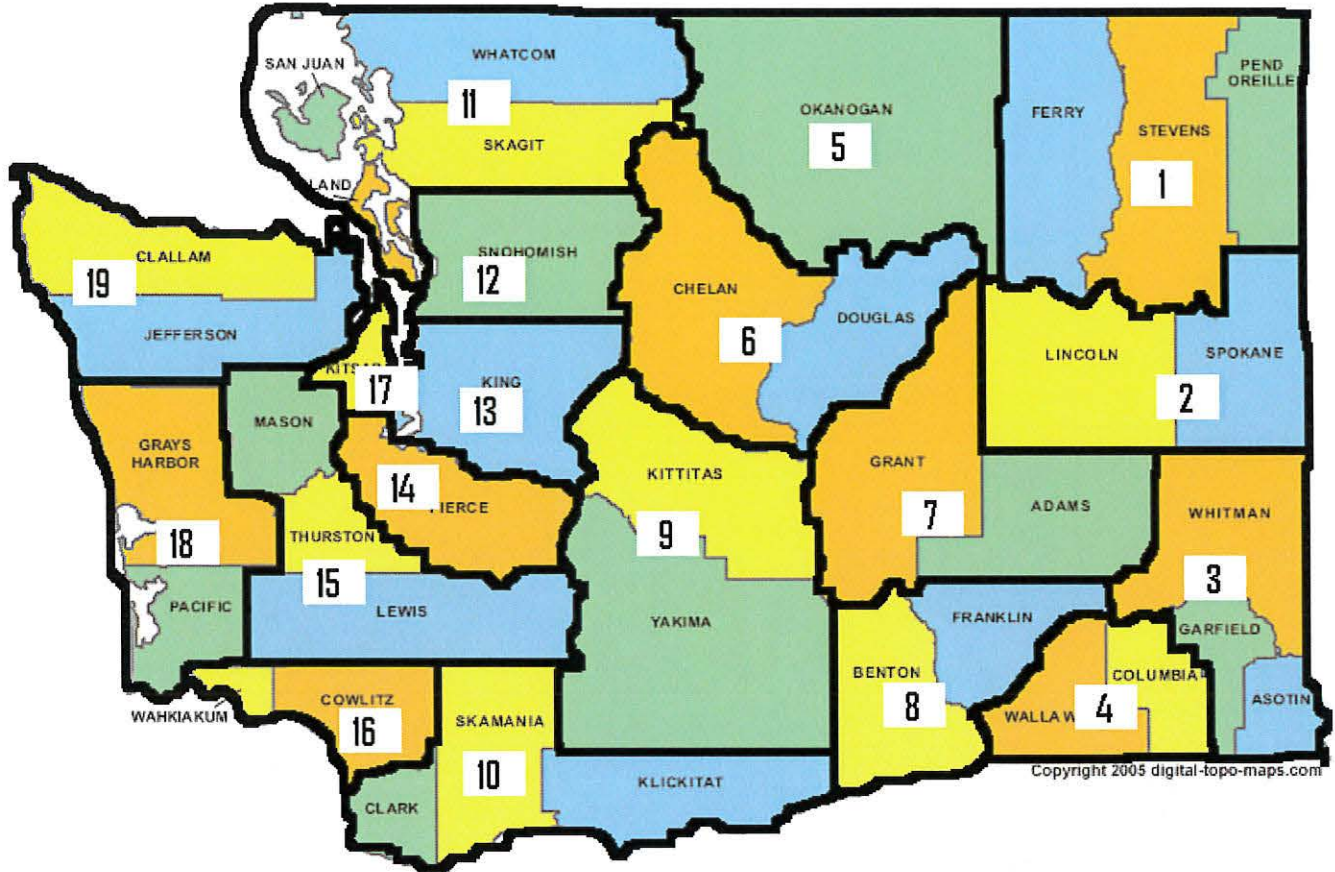 WHATCOM
SAN JUAN
11
SKAGIT
LAND
OKANOGAN
5
FERRY
STEVENS
1
PEND
OREILLE
CLALLAM
19
JEFFERSON
SNOHOMISH
12
CHELAN
6
DOUGLAS
LINCOLN
SPOKANE
2
17
KING
13
MASON
GRAYS
HARBOR
18
14
THURSTON
15
KITTITAS
9
GRANT
7
ADAMS
WHITMAN
3
PACIFIC
LEWIS
YAKIMA
BENTON
8
FRANKLIN
GARFIELD
COLUMBIA
4
WALLA W
ASOTIN
WAHKIAKUM
COWLITZ
16
SKAMANIA
10
CLARK
KLICKITAT
Copyright 2005 digital-topo-maps.com